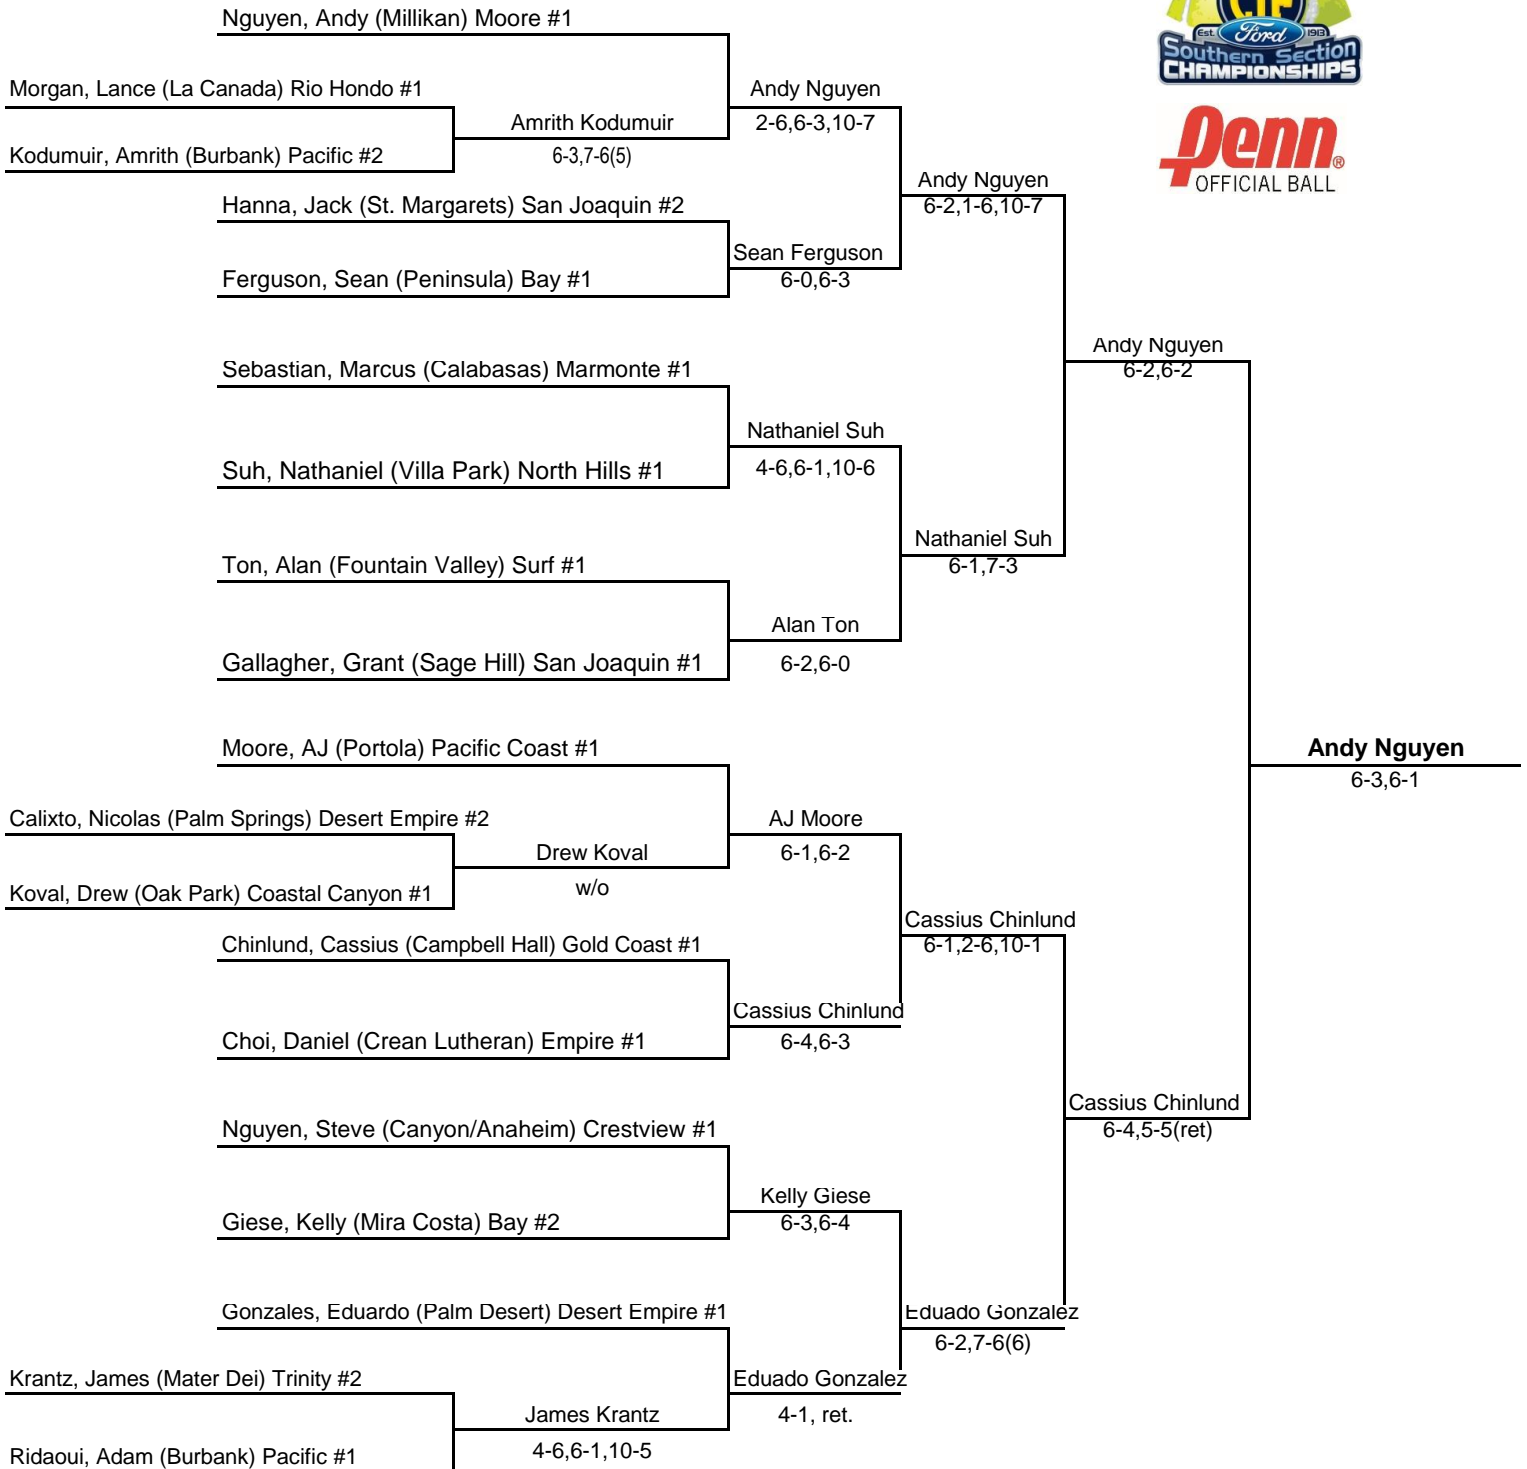 Nguyen, Andy (Millikan) Moore #1
CIF
Est. Ford 1913
Southern Section
CHAMPIONSHIPS
Morgan, Lance (La Canada) Rio Hondo #1
Andy Nguyen
2-6,6-3,10-7
Amrith Kodumuir
6-3,7-6(5)
Kodumuir, Amrith (Burbank) Pacific #2
Penn®
OFFICIAL BALL
Andy Nguyen
6-2,1-6,10-7
Hanna, Jack (St. Margarets) San Joaquin #2
Sean Ferguson
6-0,6-3
Ferguson, Sean (Peninsula) Bay #1
Andy Nguyen
6-2,6-2
Sebastian, Marcus (Calabasas) Marmonte #1
Nathaniel Suh
4-6,6-1,10-6
Suh, Nathaniel (Villa Park) North Hills #1
Nathaniel Suh
6-1,7-3
Ton, Alan (Fountain Valley) Surf #1
Alan Ton
6-2,6-0
Gallagher, Grant (Sage Hill) San Joaquin #1
Moore, AJ (Portola) Pacific Coast #1
Andy Nguyen
6-3,6-1
Calixto, Nicolas (Palm Springs) Desert Empire #2
AJ Moore
6-1,6-2
Drew Koval
w/o
Koval, Drew (Oak Park) Coastal Canyon #1
Cassius Chinlund
6-1,2-6,10-1
Chinlund, Cassius (Campbell Hall) Gold Coast #1
Cassius Chinlund
6-4,6-3
Choi, Daniel (Crean Lutheran) Empire #1
Cassius Chinlund
6-4,5-5(ret)
Nguyen, Steve (Canyon/Anaheim) Crestview #1
Kelly Giese
6-3,6-4
Giese, Kelly (Mira Costa) Bay #2
Gonzales, Eduardo (Palm Desert) Desert Empire #1
Eduado Gonzalez
6-2,7-6(6)
Krantz, James (Mater Dei) Trinity #2
Eduado Gonzalez
4-1, ret.
James Krantz
4-6,6-1,10-5
Ridaoui, Adam (Burbank) Pacific #1